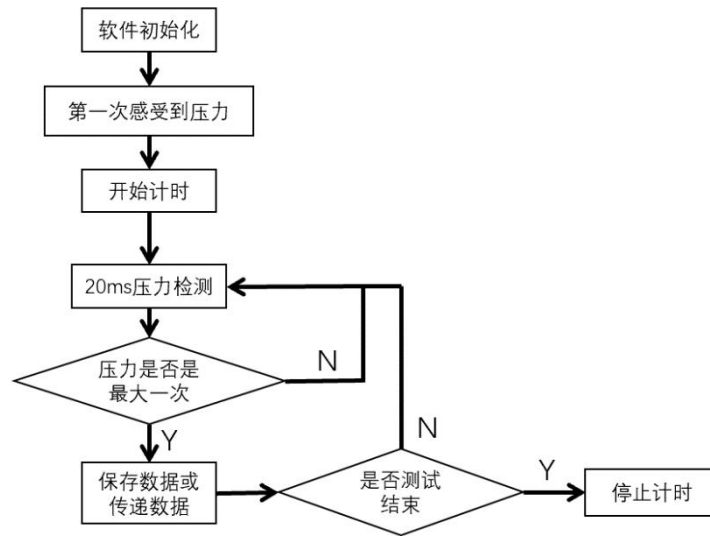 软件初始化
第一次感受到压力
开始计时
20ms压力检测
压力是否是
最大一次
N
Y
保存数据或
传递数据
是否测试
结束
N
Y
停止计时